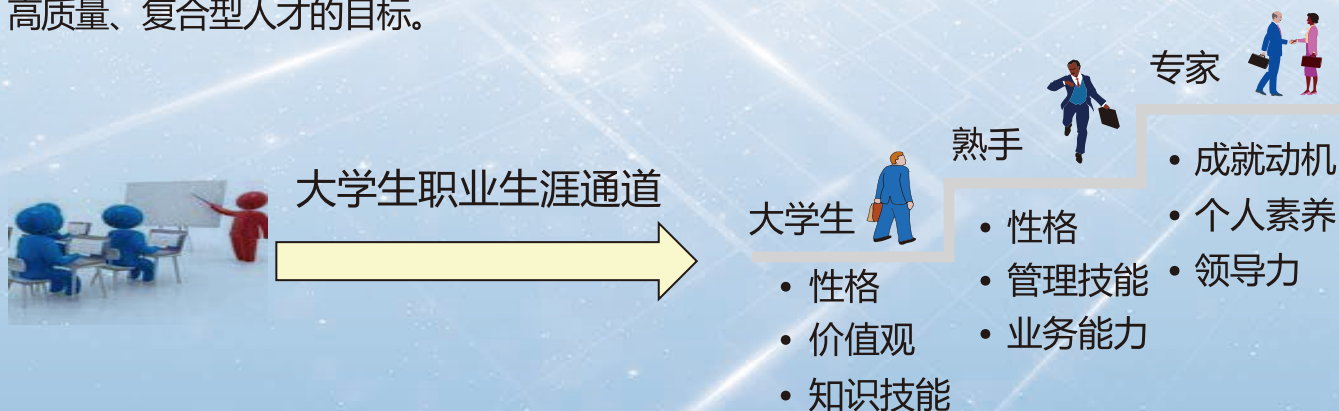 高质量、复合型人才的目标。
大学生职业生涯通道
大学生
• 性格
• 价值观
• 知识技能
熟手
• 性格
• 管理技能
• 业务能力
专家
• 成就动机
• 个人素养
• 领导力